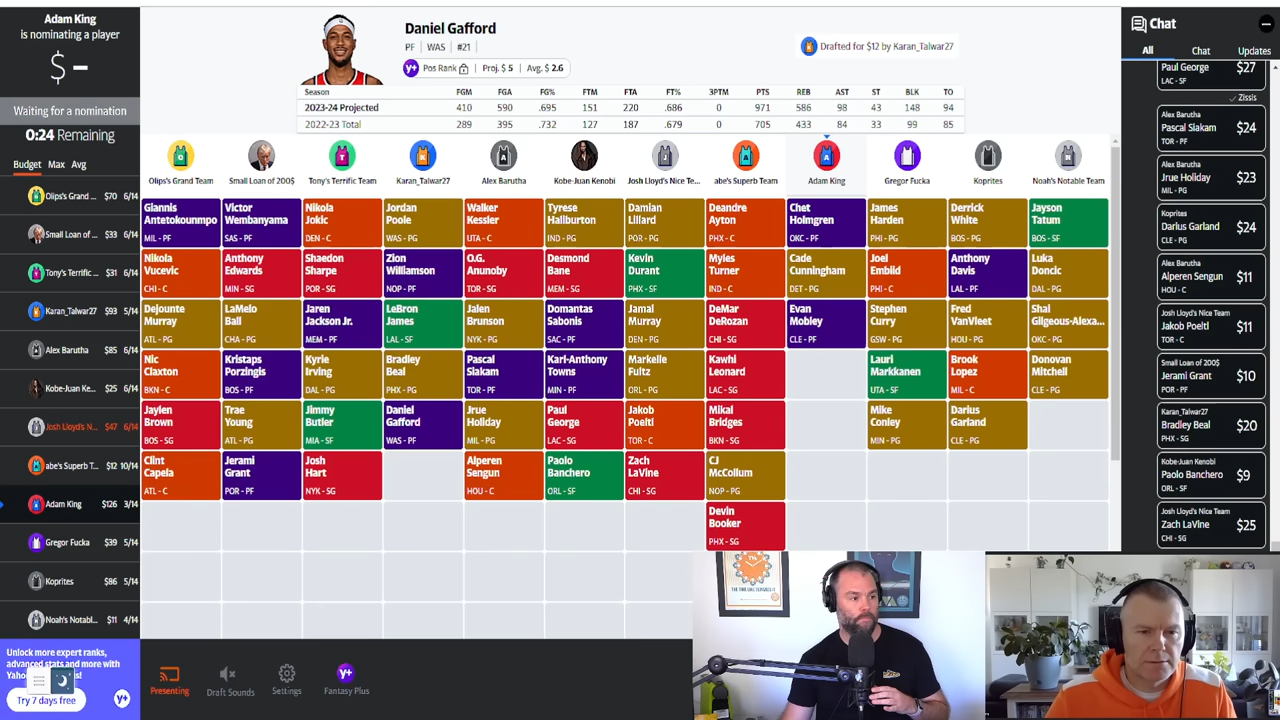 Adam King
is nominating a player
$ –
Waiting for a nomination
0:24 Remaining
Budget Max Avg
Olips's Grand ... $70 7/14
Small Loan of ... $33 6/14
Tony's Terrific ... $31 6/14
Karan_Talwar27 $93 5/14
Alex Barutha $65 6/14
Kobe-Juan Ke... $25 6/14
Josh Lloyd's N... $47 6/14
abe's Superb T... $12 10/14
Adam King $126 3/14
Gregor Fucka $39 5/14
Koprites $86 5/14
Noah's Notabl... $11 4/14
Unlock more expert ranks,
advanced stats and more with
Try 7 days free
y+
Daniel Gafford
PF | WAS | #21
y+ Pos Rank Proj. $ 5 Avg. $ 2.6
Drafted for $12 by Karan_Talwar27
Season FGM FGA FG% FTM FTA FT% 3PTM PTS REB AST ST BLK TO
2023-24 Projected 410 590 .695 151 220 .686 0 971 586 98 43 148 94
2022-23 Total 289 395 .732 127 187 .679 0 705 433 84 33 99 85
Olips's Grand Team Small Loan of 200$ Tony's Terrific Team Karan_Talwar27 Alex Barutha Kobe-Juan Kenobi Josh Lloyd's Nice Te... abe's Superb Team Adam King Gregor Fucka Koprites Noah's Notable Team
Giannis Victor Nikola Jordan Walker Tyrese Damian Deandre Chet James Derrick Jayson
Antetokounmpo Wembanyama Jokic Poole Kessler Haliburton Lillard Ayton Holmgren Harden White Tatum
MIL - PF SAS - PF DEN - C WAS - PG UTA - C IND - PG POR - PG PHX - C OKC - PF PHI - PG BOS - PG BOS - SF
Nikola Anthony Shaedon Zion O.G. Desmond Kevin Myles Cade Joel Anthony Luka
Vucevic Edwards Sharpe Williamson Anunoby Bane Durant Turner Cunningham Embiid Davis Doncic
CHI - C MIN - SG POR - SG NOP - PF TOR - SG MEM - SG PHX - SF IND - C DET - PG PHI - C LAL - PF DAL - PG
Dejounte LaMelo Jaren LeBron Jalen Domantas Jamal DeMar Evan Stephen Fred Shai
Murray Ball Jackson Jr. James Brunson Sabonis Murray DeRozan Mobley Curry VanVleet Gilgeous-Alexa...
ATL - PG CHA - PG MEM - PF LAL - SF NYK - PG SAC - PF DEN - PG CHI - SG CLE - PF GSW - PG HOU - PG OKC - PG
Nic Kristaps Kyrie Bradley Pascal Karl-Anthony Markelle Kawhi Lauri Brook Donovan
Claxton Porzingis Irving Beal Siakam Towns Fultz Leonard Markkanen Lopez Mitchell
BKN - C BOS - PF DAL - PG PHX - PG TOR - PF MIN - PF ORL - PG LAC - SG UTA - SF MIL - C CLE - PG
Jaylen Trae Jimmy Daniel Jrue Paul Jakob Mikal Mike Darius
Brown Young Butler Gafford Holiday George Poeltl Bridges Conley Garland
BOS - SG ATL - PG MIA - SF WAS - PF MIL - PG LAC - SG TOR - C BKN - SG MIN - PG CLE - PG
Clint Jerami Josh Alperen Paolo Zach CJ
Capela Grant Hart Sengun Banchero LaVine McCollum
ATL - C POR - PF NYK - SG HOU - C ORL - SF CHI - SG NOP - PG
Devin
Booker
PHX - SG
Presenting Draft Sounds Settings Fantasy Plus
Chat
All Chat Updates
Paul George $27
LAC - SF
Zissis
Alex Barutha
Pascal Siakam $24
TOR - PF
Alex Barutha
Jrue Holiday $23
MIL - PG
Koprites
Darius Garland $24
CLE - PG
Alex Barutha
Alperen Sengun $11
HOU - C
Josh Lloyd's Nice Team
Jakob Poeltl $11
TOR - C
Small Loan of 200$
Jerami Grant $10
POR - PF
Karan_Talwar27
Bradley Beal $20
PHX - SG
Kobe-Juan Kenobi
Paolo Banchero $9
ORL - SF
Josh Lloyd's Nice Team
Zach LaVine $25
CHI - SG